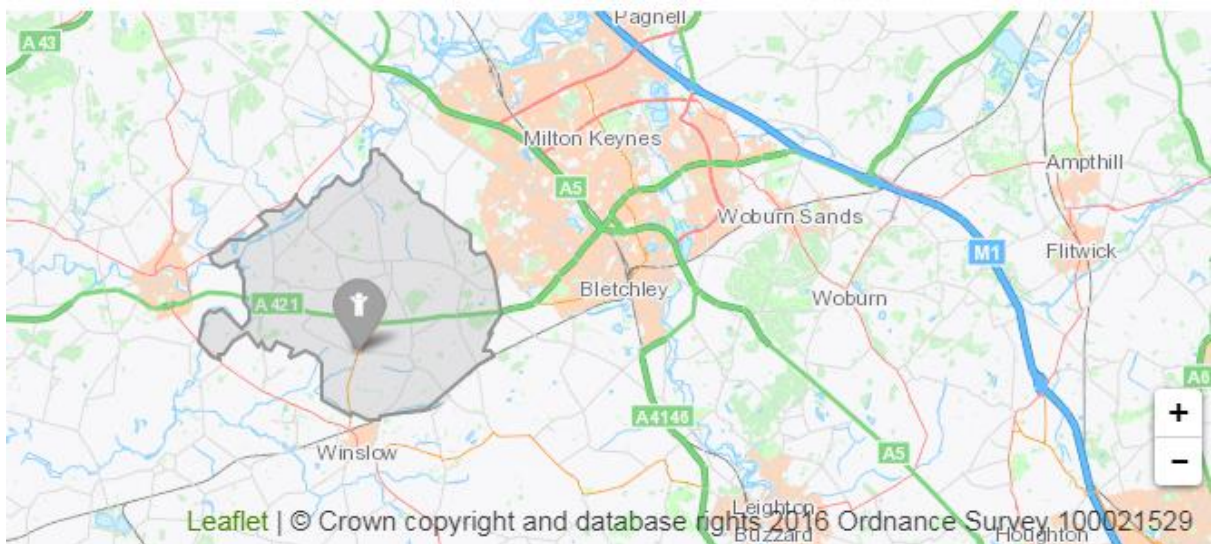 Pagnell
A 43
Milton Keynes
Ampthill
A5
Woburn Sands
M1
Flitwick
Bletchley
Woburn
A 421
A6
+
A4146
Winslow
A5
−
Leighton
Buzzard
Houghton
Leaflet | © Crown copyright and database rights 2016 Ordnance Survey 100021529